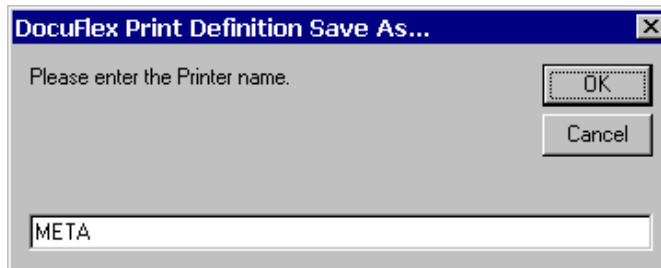 DocuFlex Print Definition Save As...
Please enter the Printer name.
OK
Cancel
META